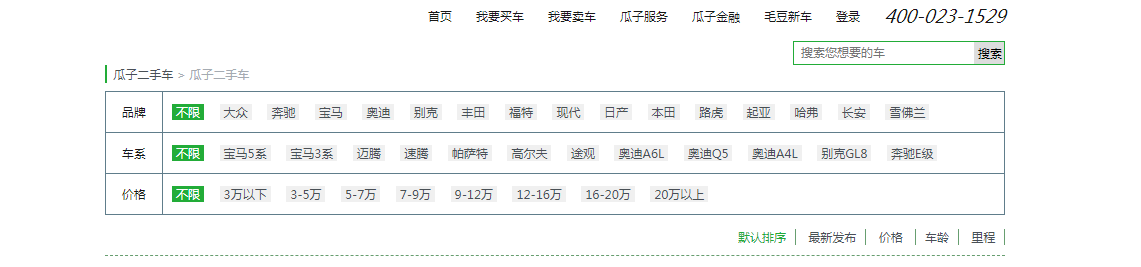 首页 我要买车 我要卖车 瓜子服务 瓜子金融 毛豆新车 登录 400-023-1529
搜索您想要的车 搜索
瓜子二手车 > 瓜子二手车
品牌 不限 大众 奔驰 宝马 奥迪 别克 丰田 福特 现代 日产 本田 路虎 起亚 哈弗 长安 雪佛兰
车系 不限 宝马5系 宝马3系 迈腾 速腾 帕萨特 高尔夫 途观 奥迪A6L 奥迪Q5 奥迪A4L 别克GL8 奔驰E级
价格 不限 3万以下 3-5万 5-7万 7-9万 9-12万 12-16万 16-20万 20万以上
默认排序 最新发布 价格 车龄 里程